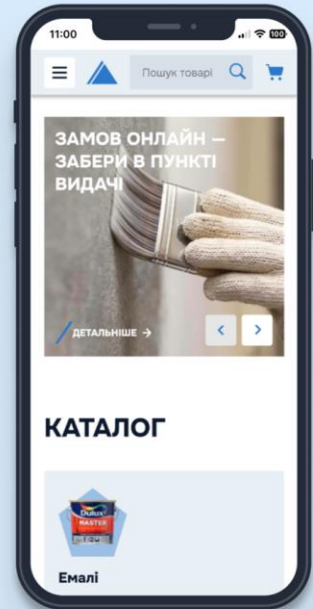 11:00
100
Пошук товарі
ЗАМОВ ОНЛАЙН —
ЗАБЕРИ В ПУНКТІ
ВИДАЧІ
ДЕТАЛЬНІШЕ →
КАТАЛОГ
Dulux
MASTER
Емалі